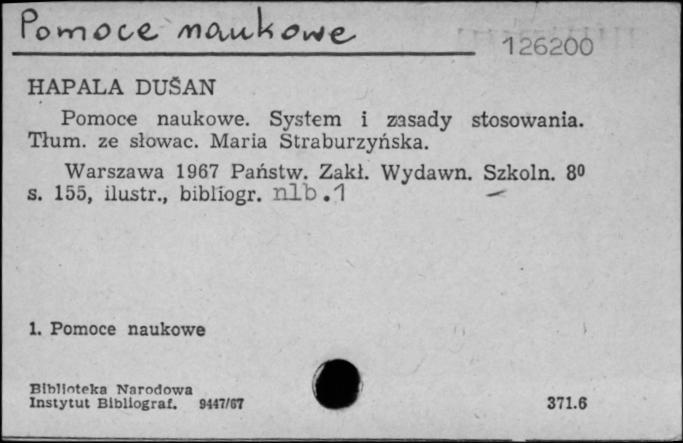 Pomoce naukowe
126200
HAPALA DUŠAN
Pomoce naukowe. System i zasady stosowania.
Tłum. ze słowac. Maria Straburzyńska.
Warszawa 1967 Państw. Zakł. Wydawn. Szkoln. 8⁰
s. 155, ilustr., bibliogr. nlb.1
1. Pomoce naukowe
Biblioteka Narodowa
Instytut Bibliograf. 9447/67
371.6